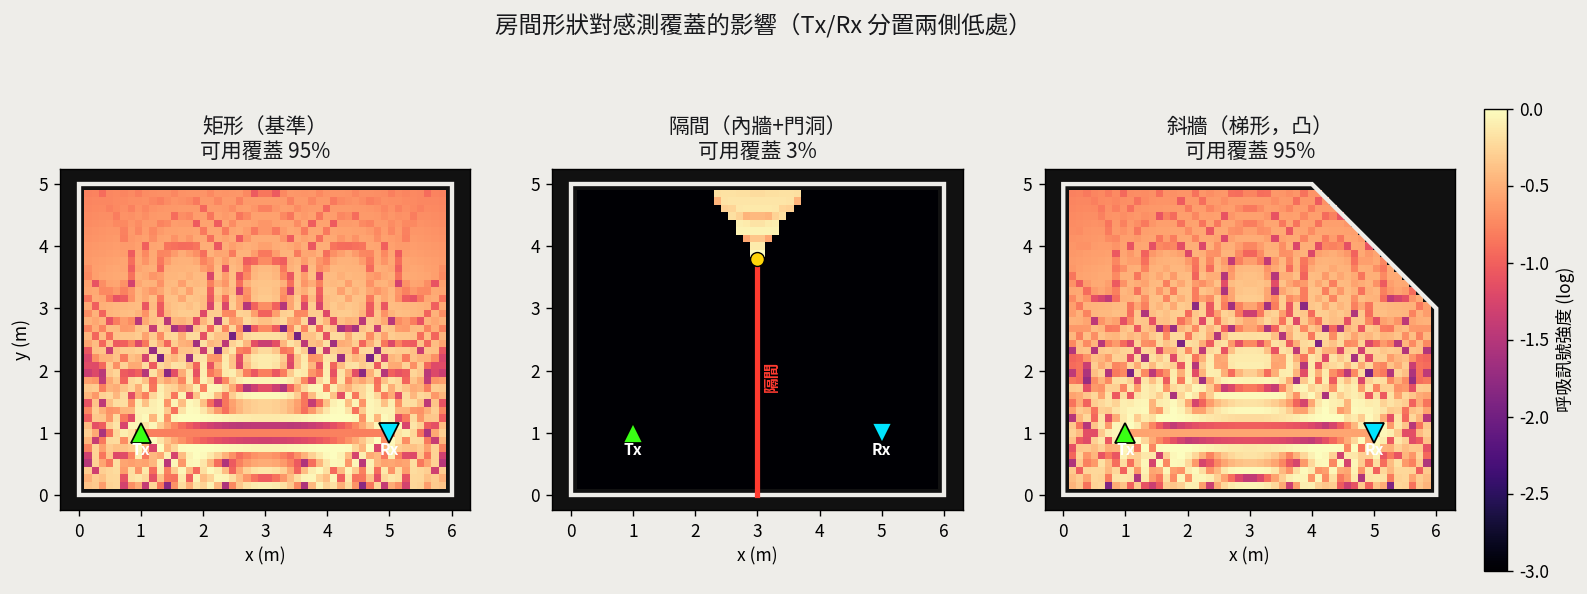 房間形狀對感測覆蓋的影響（Tx/Rx 分置兩側低處）
矩形（基準）
可用覆蓋 95%
隔間（內牆+門洞）
可用覆蓋 3%
斜牆（梯形，凸）
可用覆蓋 95%
y (m)
5
4
3
2
1
0
Tx
Rx
0 1 2 3 4 5 6
x (m)
5
4
3
2
1
0
隔間
Tx
Rx
0 1 2 3 4 5 6
x (m)
5
4
3
2
1
0
Tx
Rx
0 1 2 3 4 5 6
x (m)
0.0
-0.5
-1.0
-1.5
-2.0
-2.5
-3.0
呼吸訊號強度 (log)